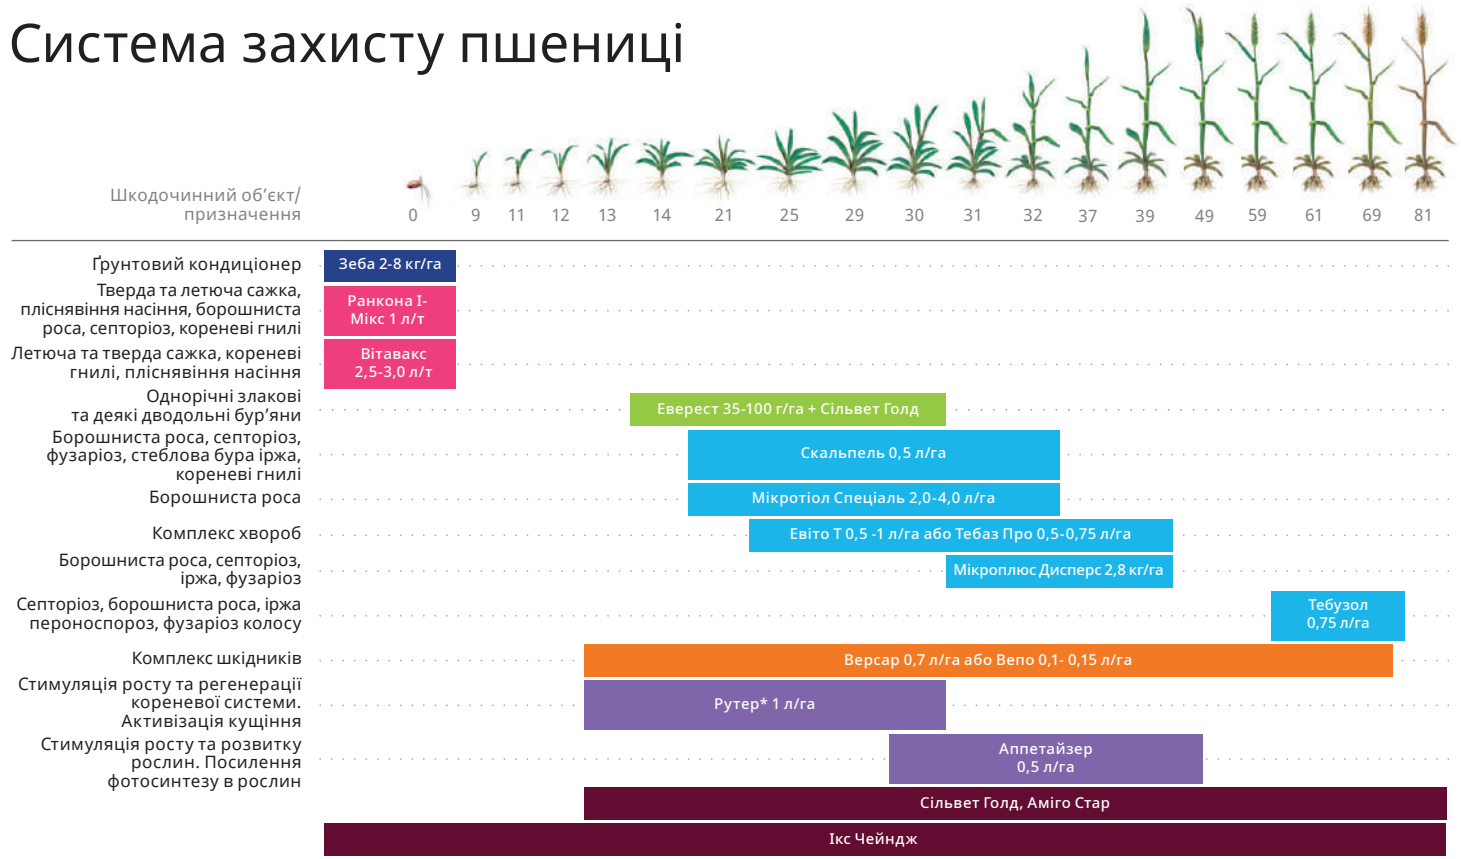 Система захисту пшениці
Шкодочинний об’єкт/
призначення
0 9 11 12 13 14 21 25 29 30 31 32 37 39 49 59 61 69 81
Ґрунтовий кондиціонер
Зеба 2-8 кг/га
Тверда та летюча сажка,
пліснявіння насіння, борошниста
роса, септоріоз, кореневі гнилі
Ранкона І-
Мікс 1 л/т
Летюча та тверда сажка, кореневі
гнилі, пліснявіння насіння
Вітавакс
2,5-3,0 л/т
Однорічні злакові
та деякі дводольні бур’яни
Еверест 35-100 г/га + Сільвет Голд
Борошниста роса, септоріоз,
фузаріоз, стеблова бура іржа,
кореневі гнилі
Скальпель 0,5 л/га
Борошниста роса
Мікротіол Спеціаль 2,0-4,0 л/га
Комплекс хвороб
Евіто Т 0,5 -1 л/га або Тебаз Про 0,5-0,75 л/га
Борошниста роса, септоріоз,
іржа, фузаріоз
Мікроплюс Дисперс 2,8 кг/га
Септоріоз, борошниста роса, іржа
пероноспороз, фузаріоз колосу
Тебузол
0,75 л/га
Комплекс шкідників
Версар 0,7 л/га або Вепо 0,1- 0,15 л/га
Стимуляція росту та регенерації
кореневої системи.
Активізація кущіння
Рутер* 1 л/га
Стимуляція росту та розвитку
рослин. Посилення
фотосинтезу в рослин
Аппетайзер
0,5 л/га
Сільвет Голд, Аміго Стар
Ікс Чейндж